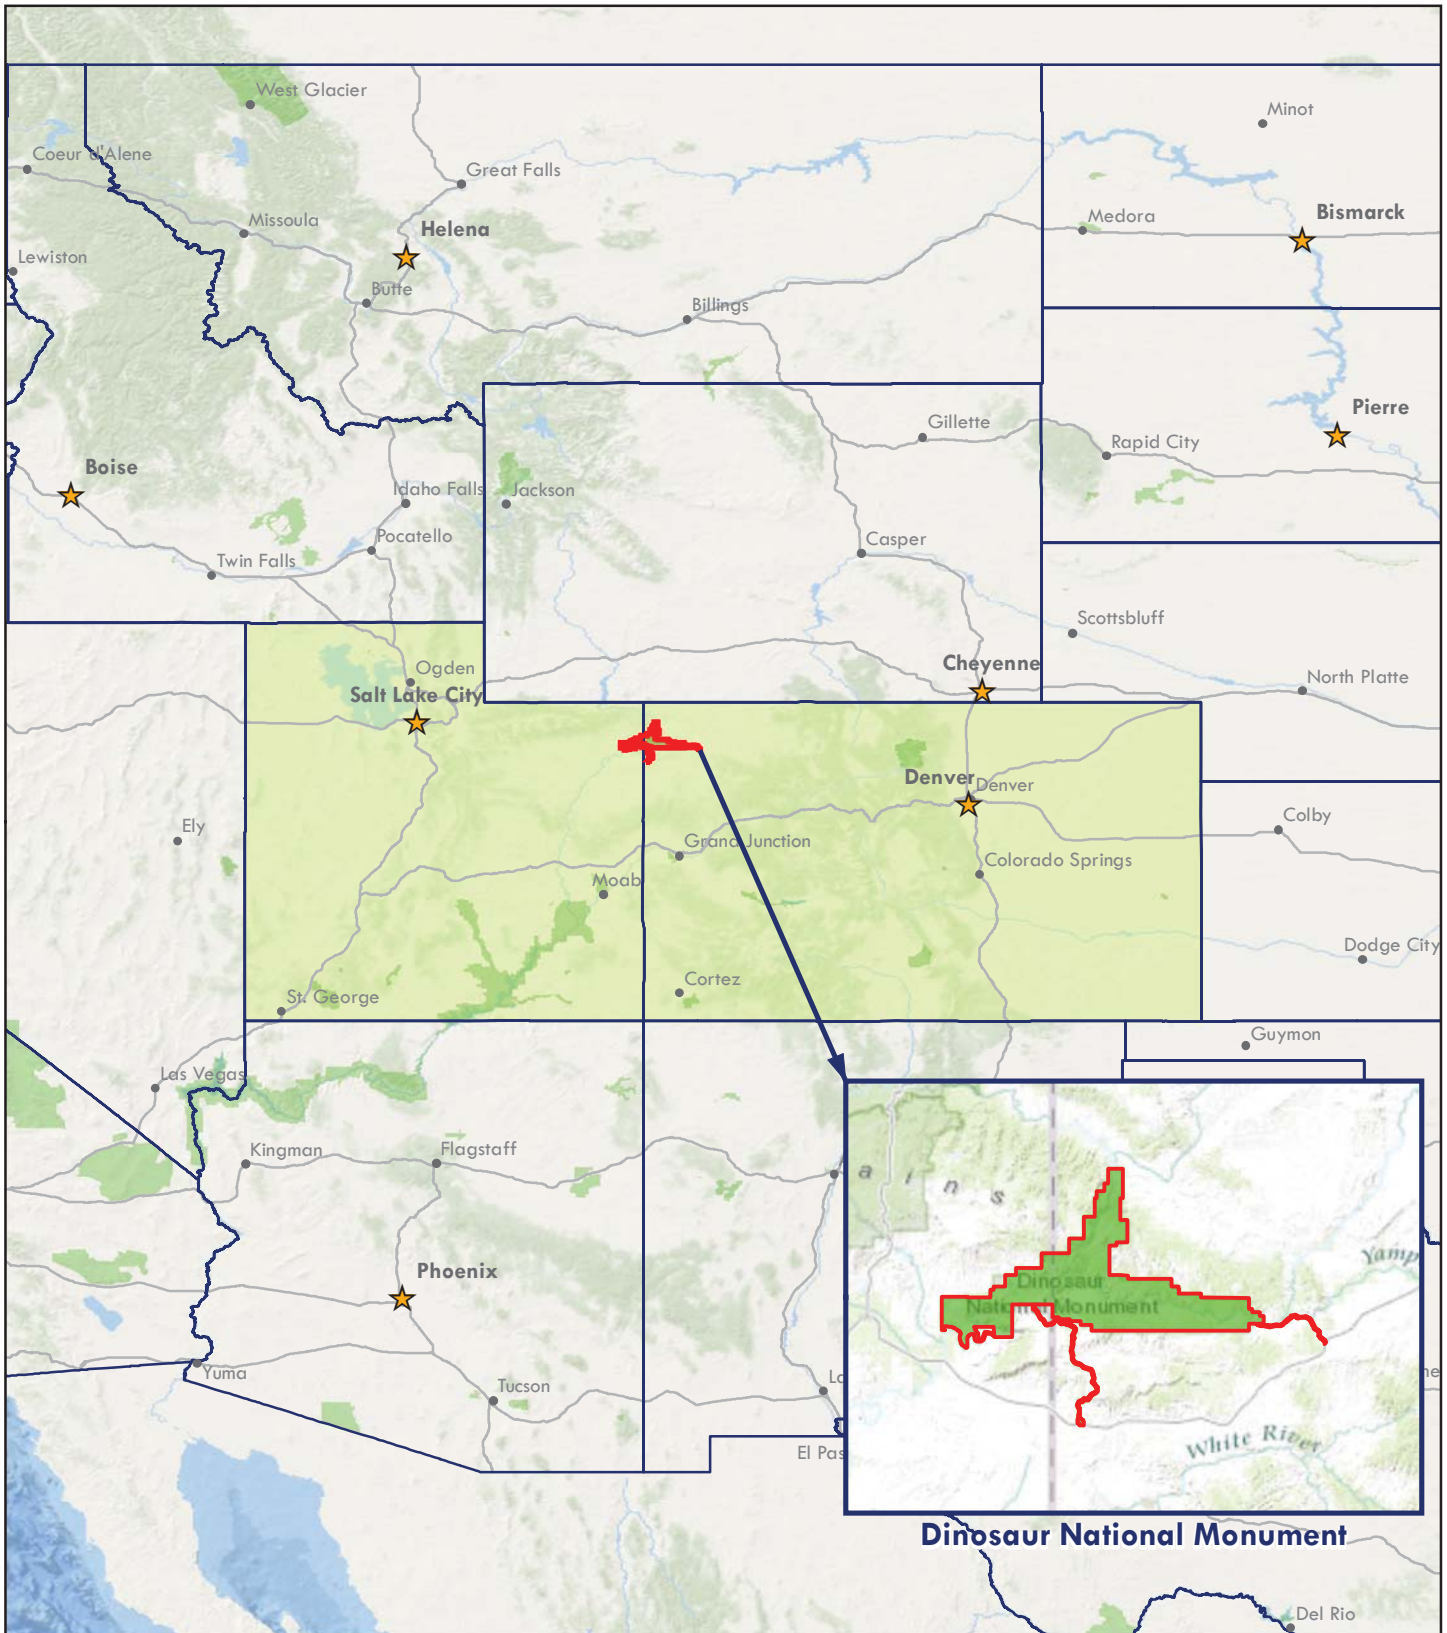 West Glacier
Minot
Coeur d'Alene
Great Falls
Missoula
Helena
Medora
Bismarck
Lewiston
Butte
Billings
Pierre
Gillette
Rapid City
Boise
Idaho Falls
Jackson
Pocatello
Casper
Twin Falls
Scottsbluff
Ogden
Cheyenne
North Platte
Salt Lake City
Denver
Denver
Ely
Grand Junction
Colby
Colorado Springs
Moab
Dodge City
Cortez
St. George
Guymon
Las Vegas
Kingman
Flagstaff
a i n s
Yamp
Phoenix
Dinosaur
National Monument
Yuma
Tucson
Lo
White River
El Pas
Dinosaur National Monument
Del Rio